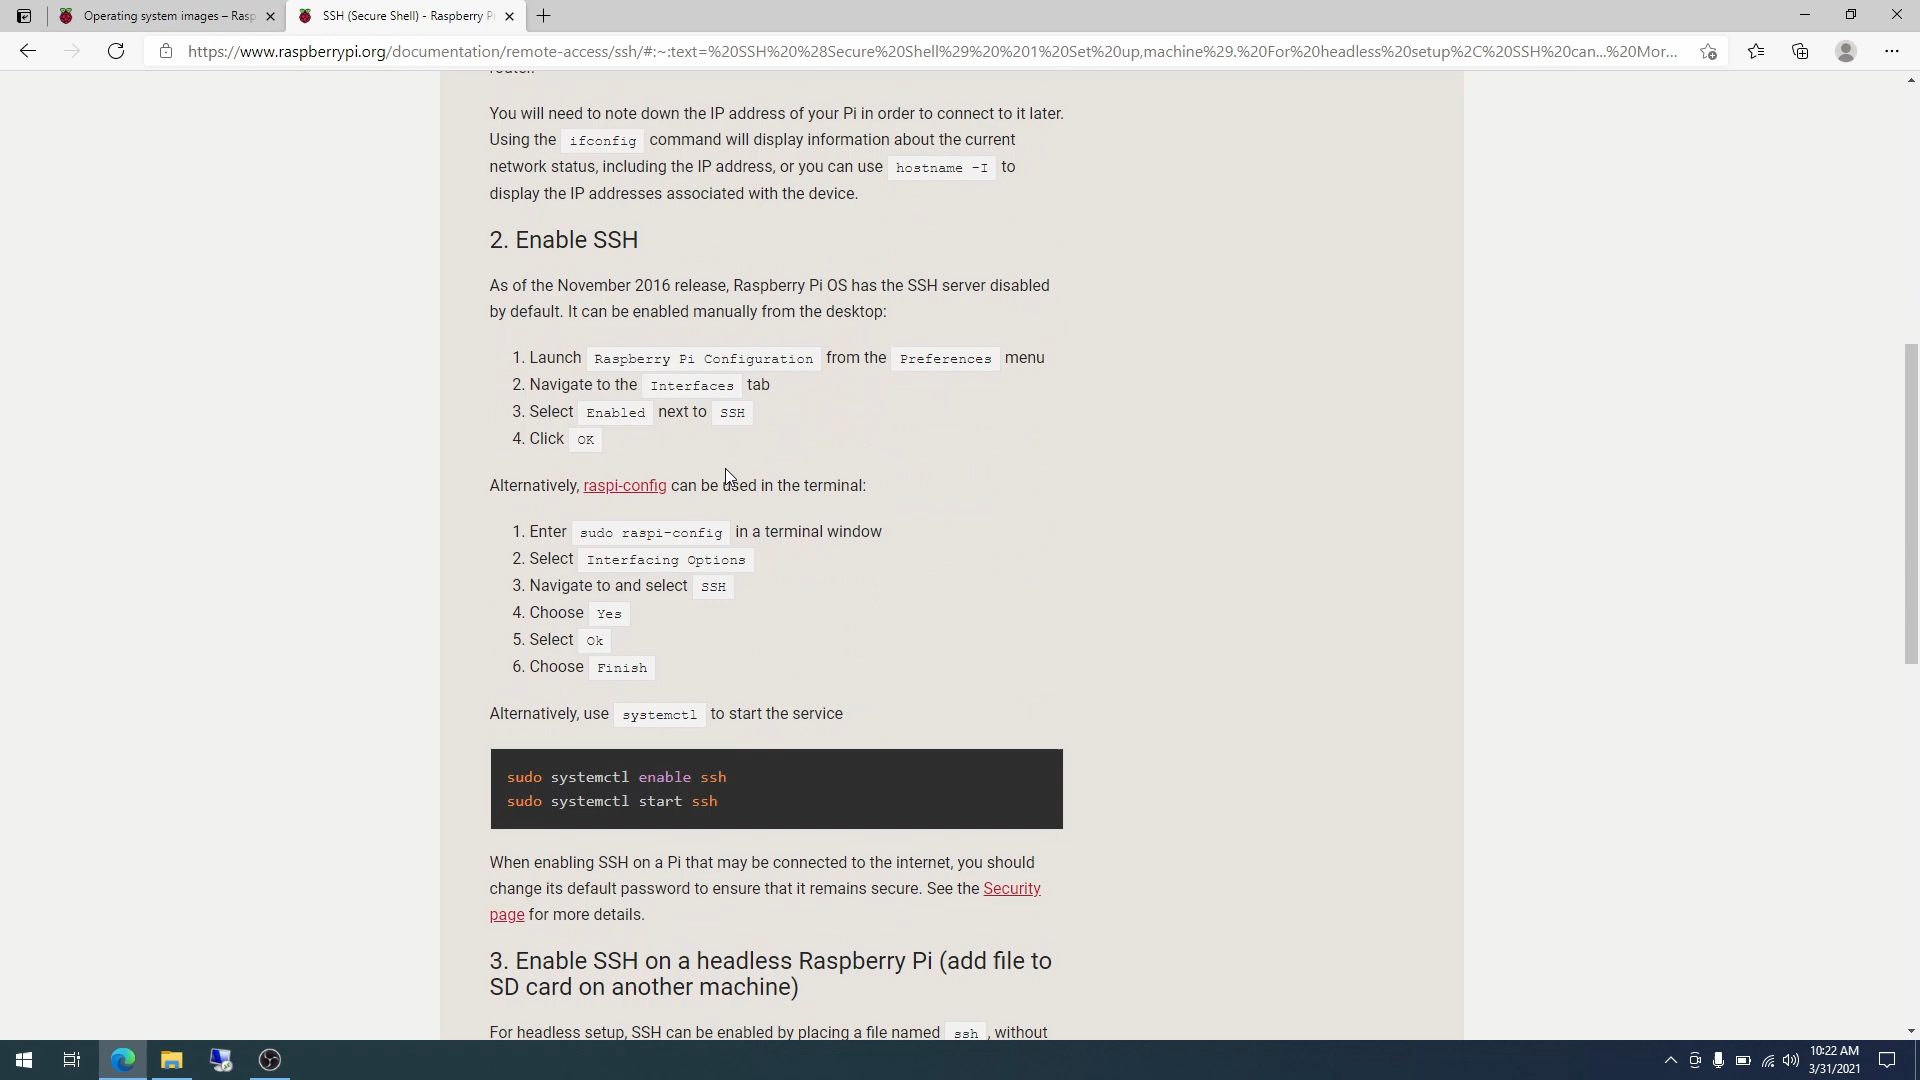 Operating system images – Rasp
SSH (Secure Shell) - Raspberry Pi
https://www.raspberrypi.org/documentation/remote-access/ssh/#:~:text=%20SSH%20%28Secure%20Shell%29%20%201%20Set%20up,machine%29.%20For%20headless%20setup%2C%20SSH%20can...%20Mor...
router.
You will need to note down the IP address of your Pi in order to connect to it later.
Using the ifconfig command will display information about the current
network status, including the IP address, or you can use hostname -I to
display the IP addresses associated with the device.
2. Enable SSH
As of the November 2016 release, Raspberry Pi OS has the SSH server disabled
by default. It can be enabled manually from the desktop:
1. Launch Raspberry Pi Configuration from the Preferences menu
2. Navigate to the Interfaces tab
3. Select Enabled next to SSH
4. Click OK
Alternatively, raspi-config can be used in the terminal:
1. Enter sudo raspi-config in a terminal window
2. Select Interfacing Options
3. Navigate to and select SSH
4. Choose Yes
5. Select Ok
6. Choose Finish
Alternatively, use systemctl to start the service
sudo systemctl enable ssh
sudo systemctl start ssh
When enabling SSH on a Pi that may be connected to the internet, you should
change its default password to ensure that it remains secure. See the Security
page for more details.
3. Enable SSH on a headless Raspberry Pi (add file to
SD card on another machine)
For headless setup, SSH can be enabled by placing a file named ssh , without
10:22 AM
3/31/2021